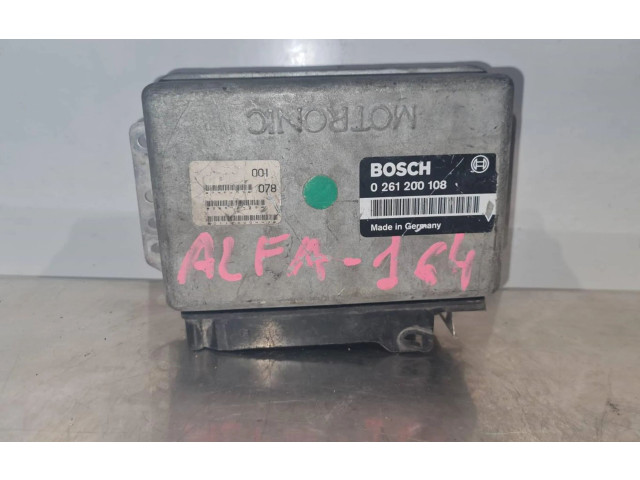 MOTRONIC
001
078
BOSCH
0 261 200 108
Made in Germany
ALFA-164